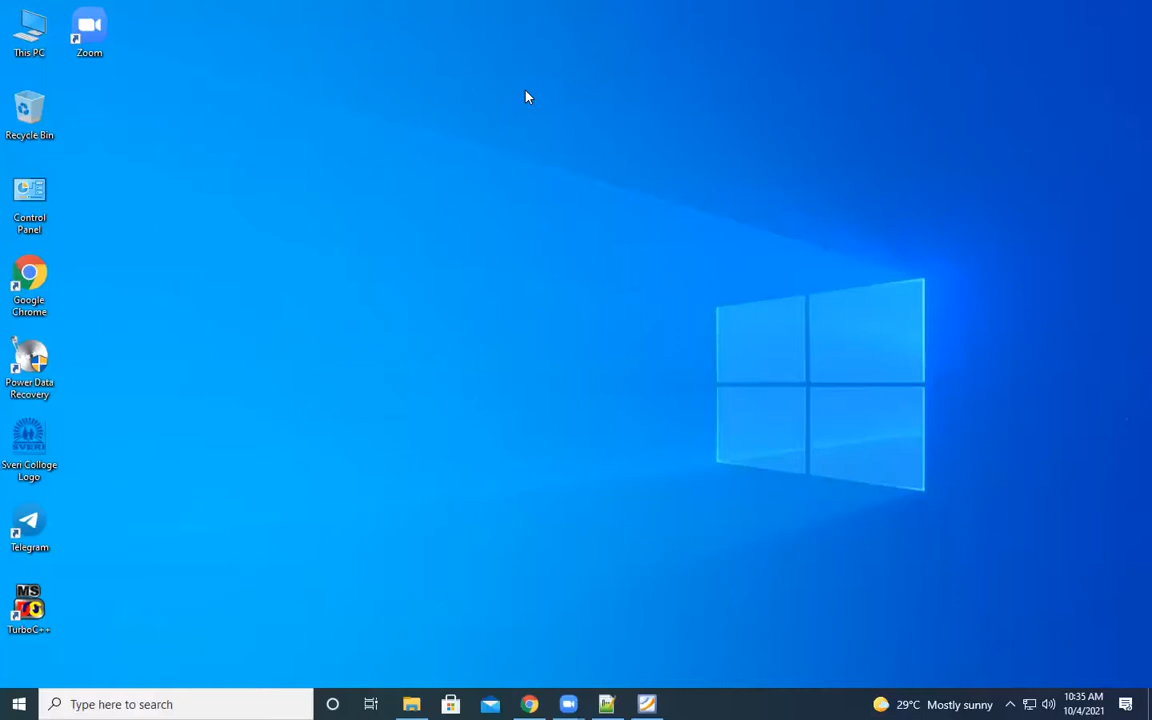 This PC
Zoom
Recycle Bin
Control
Panel
Google
Chrome
Power Data
Recovery
Sveri Colloge
Logo
Telegram
MS
TurboC++
Type here to search
29°C Mostly sunny
10:35 AM
10/4/2021